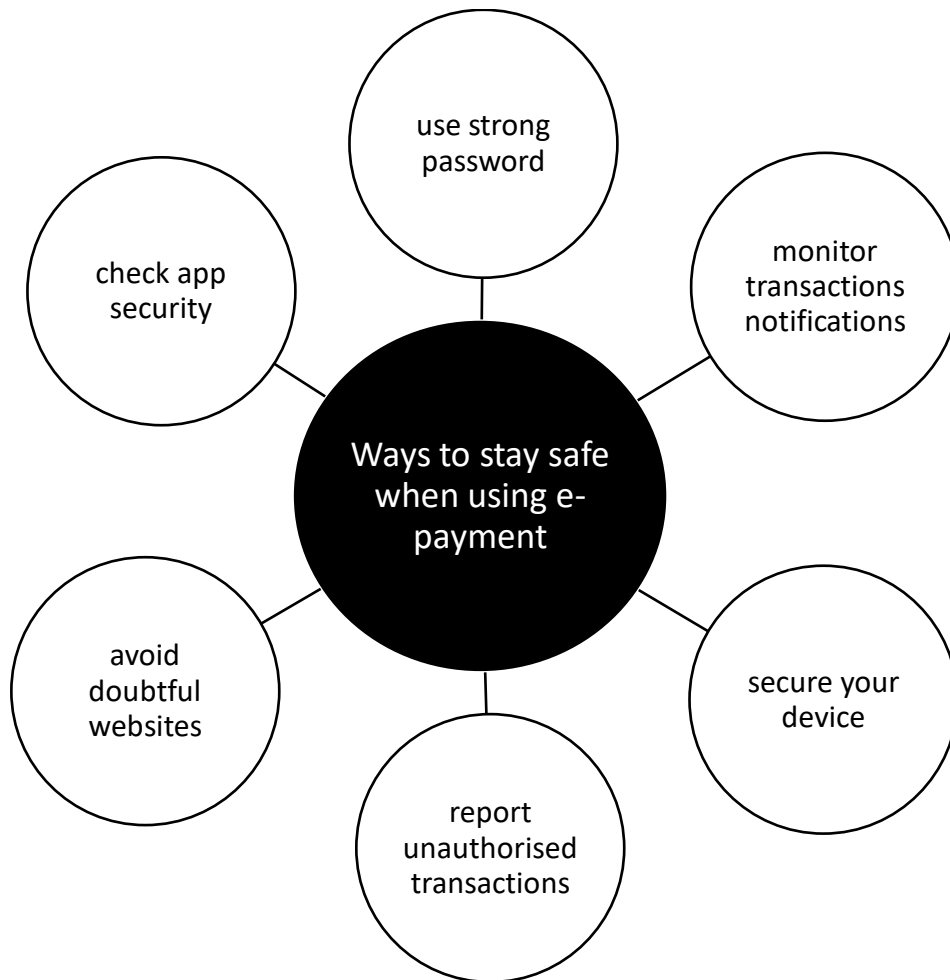 use strong
password
check app
security
monitor
transactions
notifications
Ways to stay safe
when using e-
payment
avoid
doubtful
websites
secure your
device
report
unauthorised
transactions